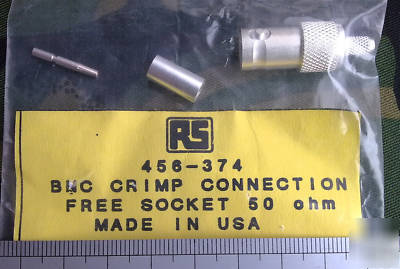 RS
456-374
BNC CRIMP CONNECTION
FREE SOCKET 50 ohm
MADE IN USA